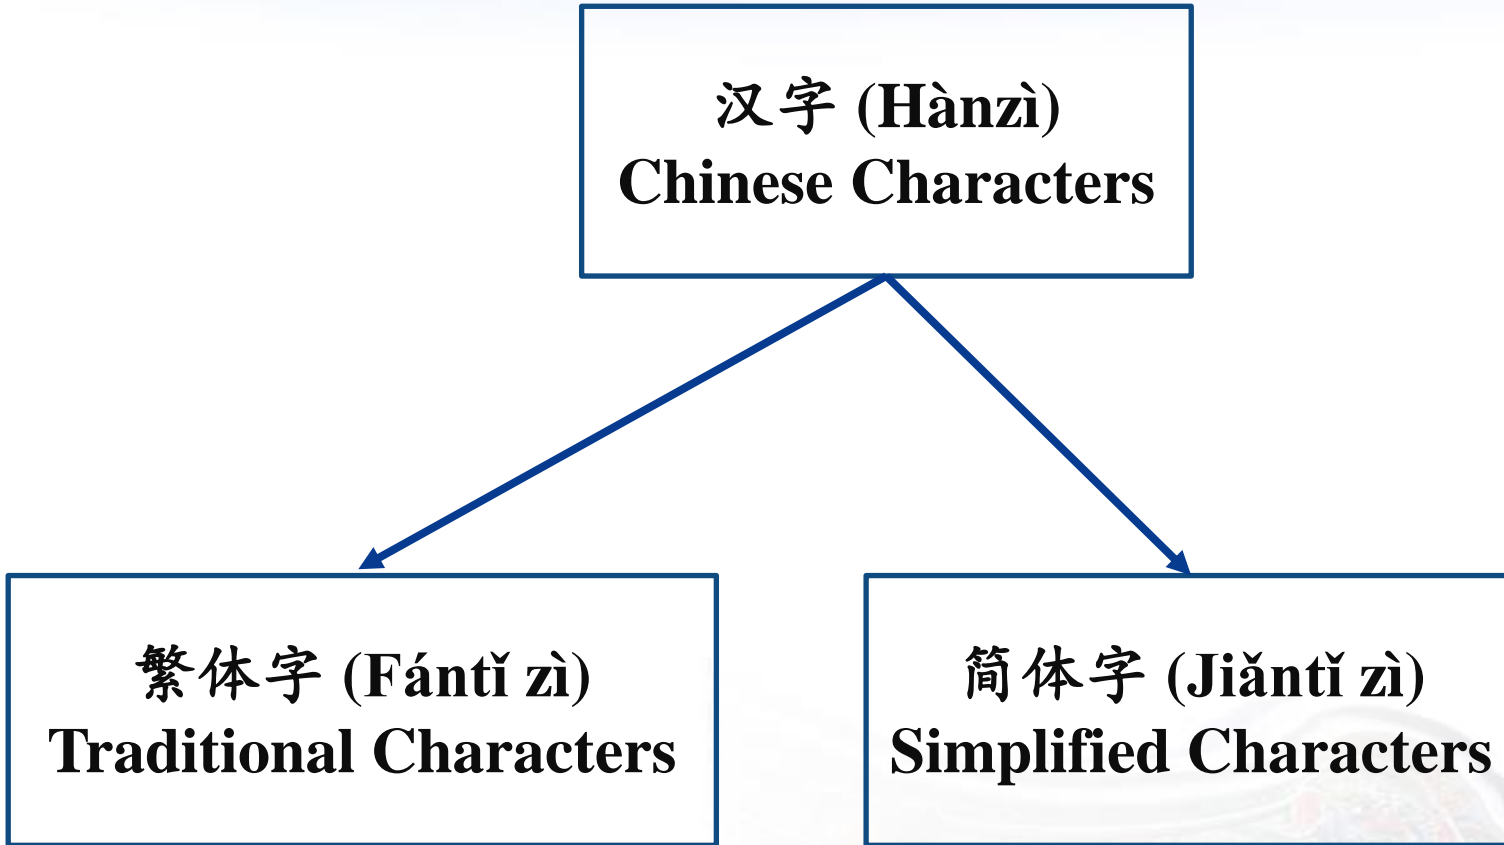 汉字 (Hànzì)
Chinese Characters
繁体字 (Fántǐ zì)
Traditional Characters
简体字 (Jiǎntǐ zì)
Simplified Characters